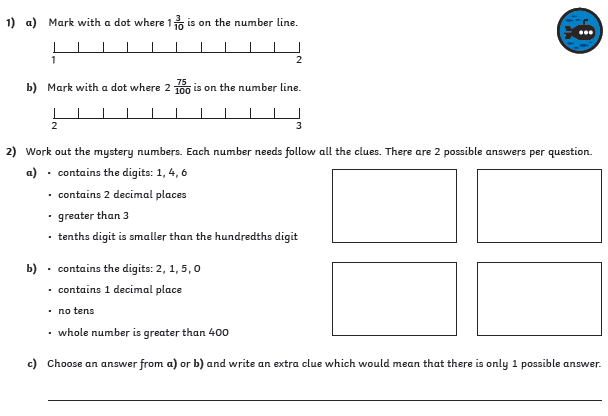 1) a) Mark with a dot where 1 3/10 is on the number line.
1 2
b) Mark with a dot where 2 75/100 is on the number line.
2 3
2) Work out the mystery numbers. Each number needs follow all the clues. There are 2 possible answers per question.
a) • contains the digits: 1, 4, 6
• contains 2 decimal places
• greater than 3
• tenths digit is smaller than the hundredths digit
b) • contains the digits: 2, 1, 5, 0
• contains 1 decimal place
• no tens
• whole number is greater than 400
c) Choose an answer from a) or b) and write an extra clue which would mean that there is only 1 possible answer.